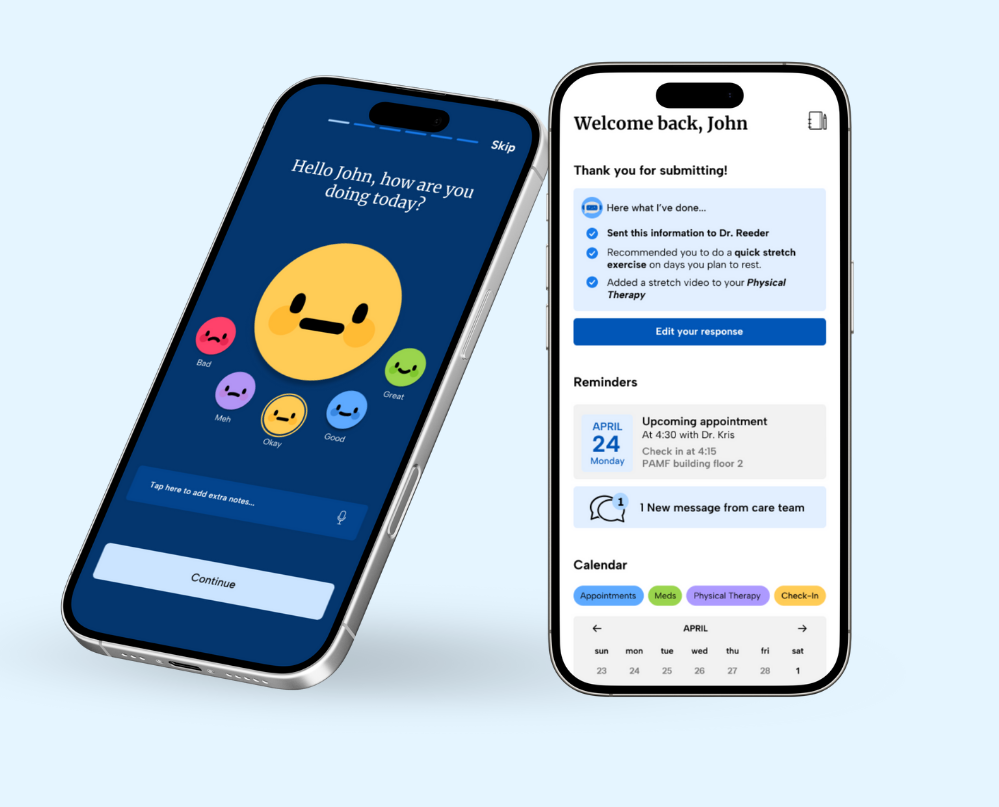 Skip
Hello John, how are you
doing today?
Bad
Meh
Okay
Good
Great
Tap here to add extra notes...
Continue
Welcome back, John
Thank you for submitting!
Here what I've done...
Sent this information to Dr. Reeder
Recommended you to do a quick stretch
exercise on days you plan to rest.
Added a stretch video to your Physical
Therapy
Edit your response
Reminders
APRIL
24
Monday
Upcoming appointment
At 4:30 with Dr. Kris
Check in at 4:15
PAMF building floor 2
1
1 New message from care team
Calendar
Appointments Meds Physical Therapy Check-In
← APRIL →
sun mon tue wed thu fri sat
23 24 25 26 27 28 1